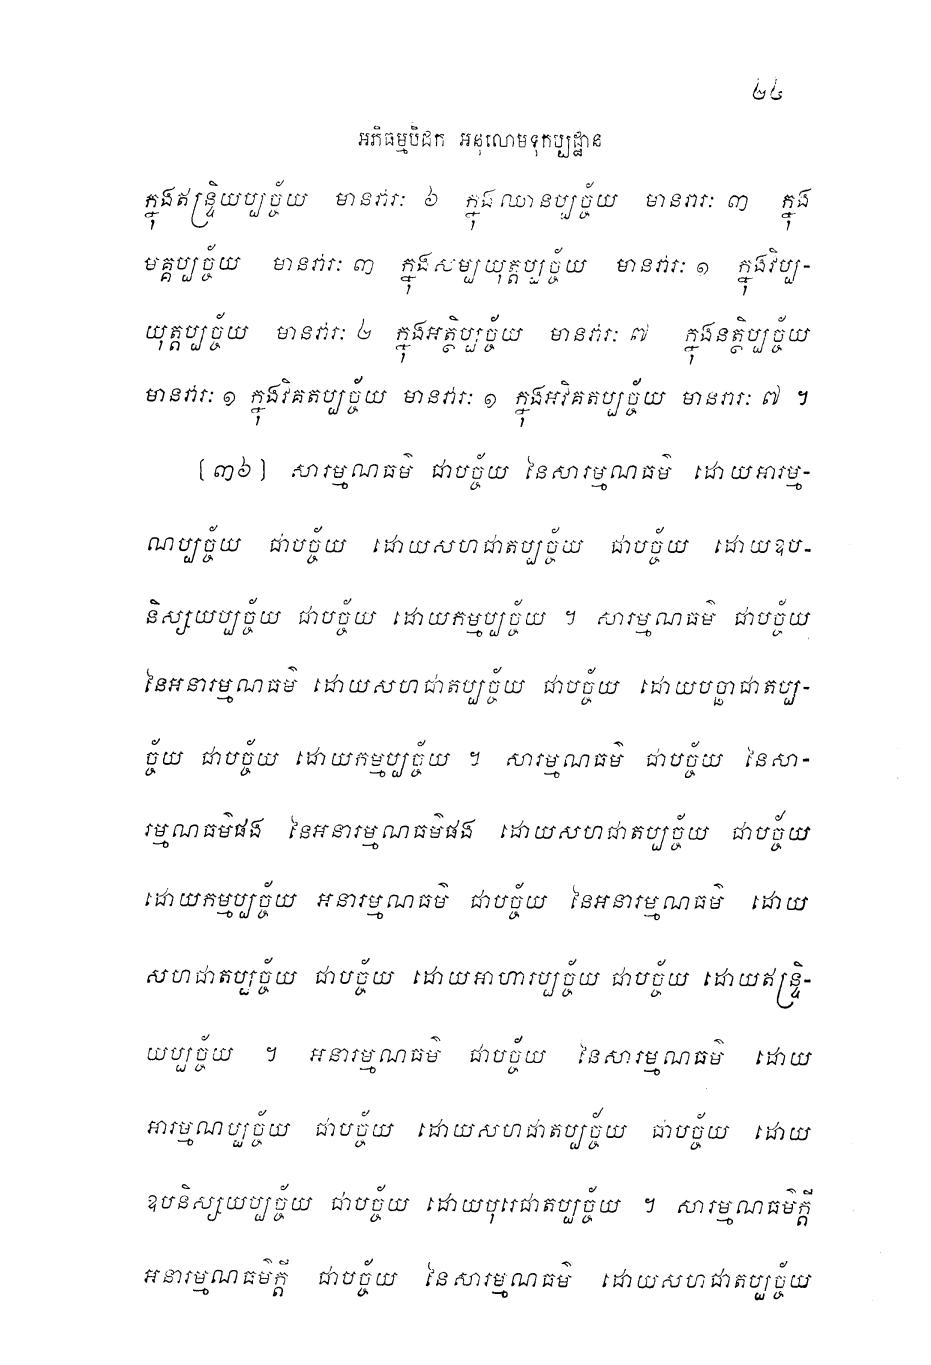 ២៤
អភិធម្មបិដក អនុលោមទុកប្បដ្ឋាន
ក្នុងឥន្ទ្រិយប្បច្ច័យ មានវារៈ ៦ ក្នុងឈានប្បច្ច័យ មានវារៈ ៣ ក្នុង
មគ្គប្បច្ច័យ មានវារៈ ៣ ក្នុងសម្បយុត្តប្បច្ច័យ មានវារៈ ១ ក្នុងវិប្ប-
យុត្តប្បច្ច័យ មានវារៈ ២ ក្នុងអត្ថិប្បច្ច័យ មានវារៈ ៧ ក្នុងនត្ថិប្បច្ច័យ
មានវារៈ ១ ក្នុងវិគតប្បច្ច័យ មានវារៈ ១ ក្នុងអវិគតប្បច្ច័យ មានវារៈ ៧ ។
[៣៦] សារម្មណធម៌ ជាបច្ច័យ នៃសារម្មណធម៌ ដោយអារម្ម-
ណប្បច្ច័យ ជាបច្ច័យ ដោយសហជាតប្បច្ច័យ ជាបច្ច័យ ដោយឧប-
និស្សយប្បច្ច័យ ជាបច្ច័យ ដោយកម្មប្បច្ច័យ ។ សារម្មណធម៌ ជាបច្ច័យ
នៃអនារម្មណធម៌ ដោយសហជាតប្បច្ច័យ ជាបច្ច័យ ដោយបច្ឆាជាតប្ប-
ច្ច័យ ជាបច្ច័យ ដោយកម្មប្បច្ច័យ ។ សារម្មណធម៌ ជាបច្ច័យ នៃសា-
រម្មណធម៌ផង នៃអនារម្មណធម៌ផង ដោយសហជាតប្បច្ច័យ ជាបច្ច័យ
ដោយកម្មប្បច្ច័យ អនារម្មណធម៌ ជាបច្ច័យ នៃអនារម្មណធម៌ ដោយ
សហជាតប្បច្ច័យ ជាបច្ច័យ ដោយអាហារប្បច្ច័យ ជាបច្ច័យ ដោយឥន្ទ្រិ-
យប្បច្ច័យ ។ អនារម្មណធម៌ ជាបច្ច័យ នៃសារម្មណធម៌ ដោយ
អារម្មណប្បច្ច័យ ជាបច្ច័យ ដោយសហជាតប្បច្ច័យ ជាបច្ច័យ ដោយ
ឧបនិស្សយប្បច្ច័យ ជាបច្ច័យ ដោយបុរេជាតប្បច្ច័យ ។ សារម្មណធម៌ក្តី
អនារម្មណធម៌ក្តី ជាបច្ច័យ នៃសារម្មណធម៌ ដោយសហជាតប្បច្ច័យ